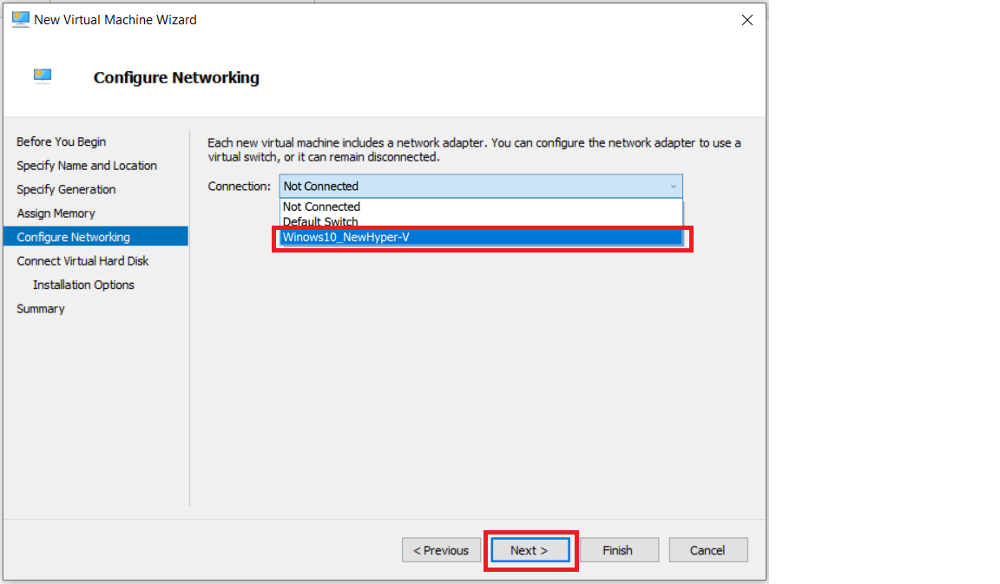 New Virtual Machine Wizard
Configure Networking
Before You Begin
Specify Name and Location
Specify Generation
Assign Memory
Configure Networking
Connect Virtual Hard Disk
Installation Options
Summary
Each new virtual machine includes a network adapter. You can configure the network adapter to use a
virtual switch, or it can remain disconnected.
Connection: Not Connected
Not Connected
Default Switch
Winows10_NewHyper-V
< Previous
Next >
Finish
Cancel